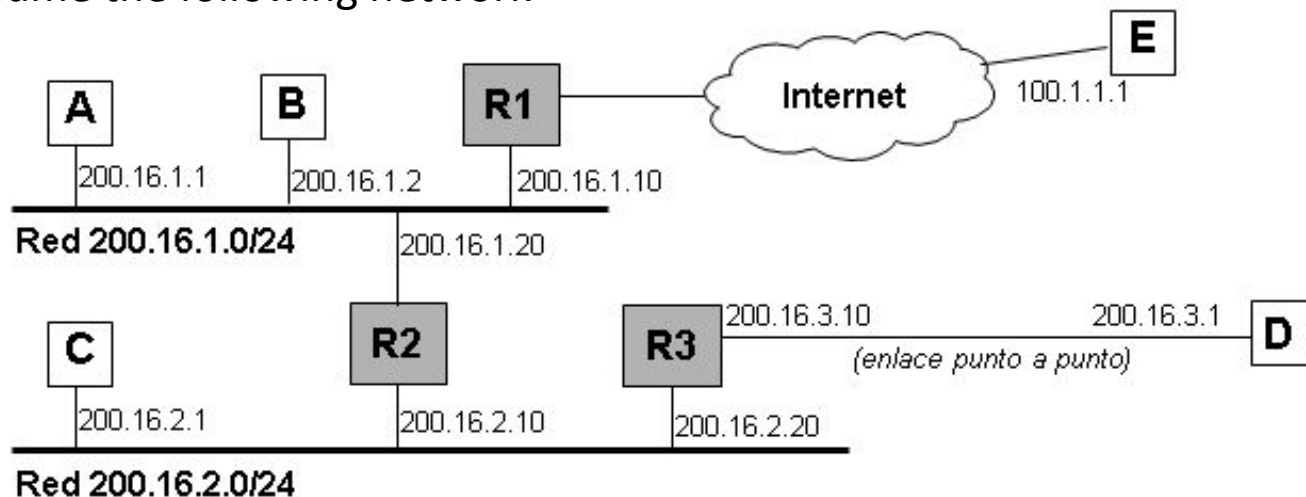 the following network
E
A
B
R1
Internet
100.1.1.1
200.16.1.1
200.16.1.2
200.16.1.10
Red 200.16.1.0/24
200.16.1.20
C
R2
R3
200.16.3.10
200.16.3.1
D
(enlace punto a punto)
200.16.2.1
200.16.2.10
200.16.2.20
Red 200.16.2.0/24